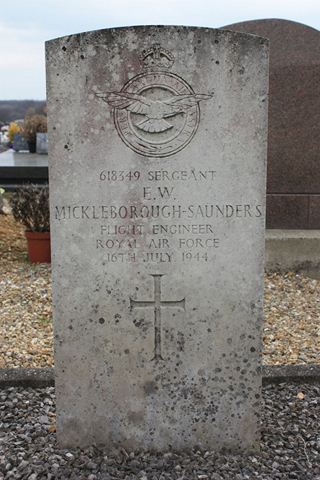 618349 SERGEANT
E.W.
MICKLEBOROUGH-SAUNDERS
FLIGHT ENGINEER
ROYAL AIR FORCE
16TH JULY 1944